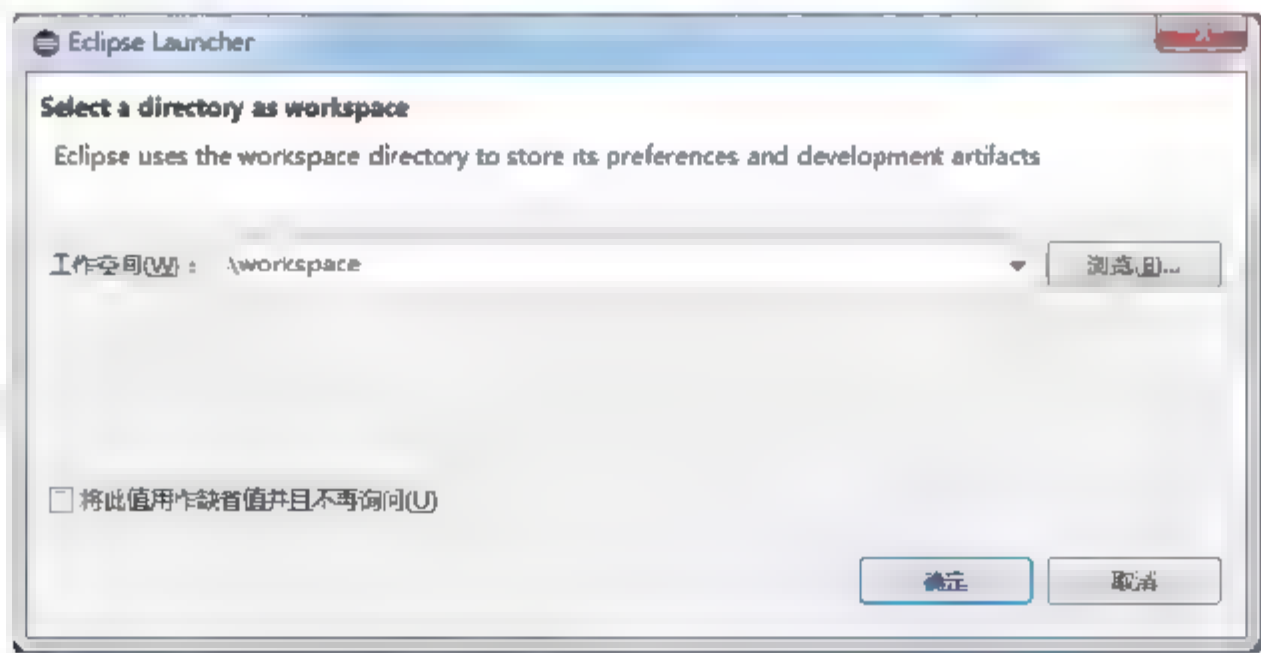 Eclipse Launcher
Select a directory as workspace
Eclipse uses the workspace directory to store its preferences and development artifacts
工作空间(W)： .\workspace 浏览(B)...
将此值用作缺省值并且不再询问(U)
确定 取消